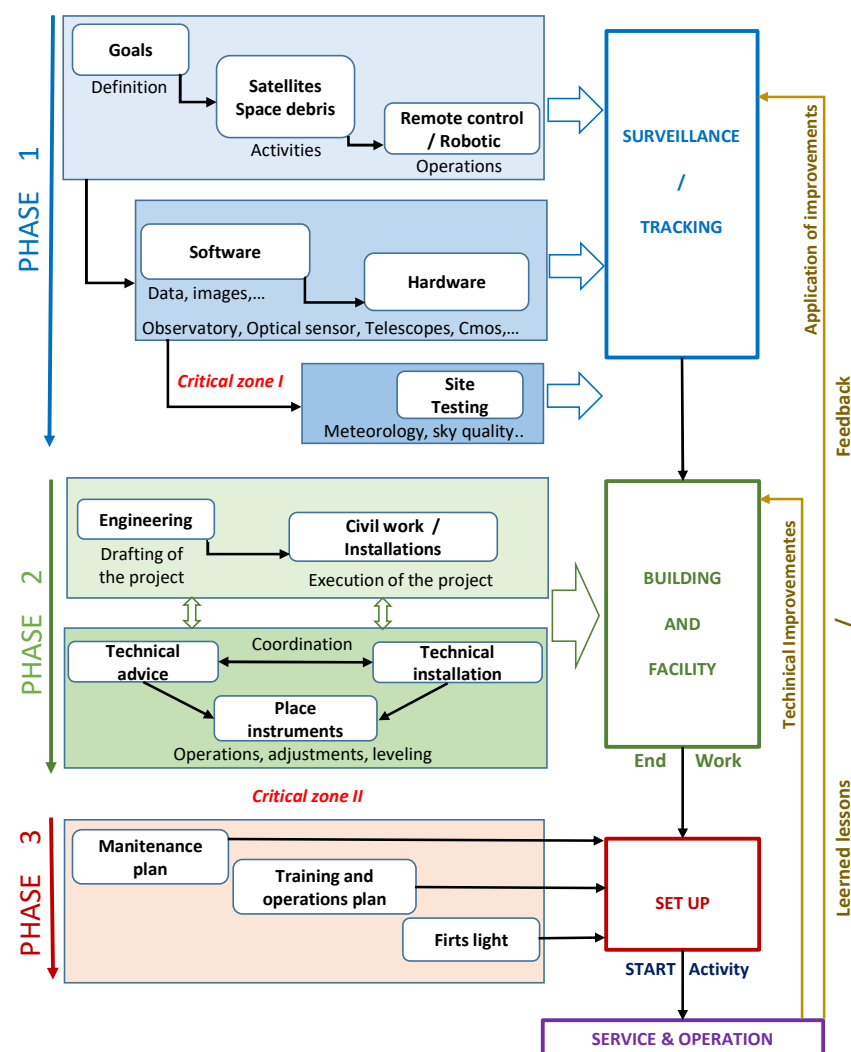 PHASE 1
Goals
Definition
Satellites
Space debris
Activities
Remote control
/ Robotic
Operations
Software
Data, images,...
Hardware
Observatory, Optical sensor, Telescopes, Cmos,...
Critical zone I
Site
Testing
Meteorology, sky quality..
SURVEILLANCE
/
TRACKING
PHASE 2
Engineering
Drafting of
the project
Civil work /
Installations
Execution of the project
Coordination
Technical
advice
Technical
installation
Place
instruments
Operations, adjustments, leveling
BUILDING
AND
FACILITY
End Work
Critical zone II
PHASE 3
Manitenance
plan
Training and
operations plan
Firts light
SET UP
START Activity
SERVICE & OPERATION
Techinical Improvementes
Application of improvements
Leerned lessons / Feedback